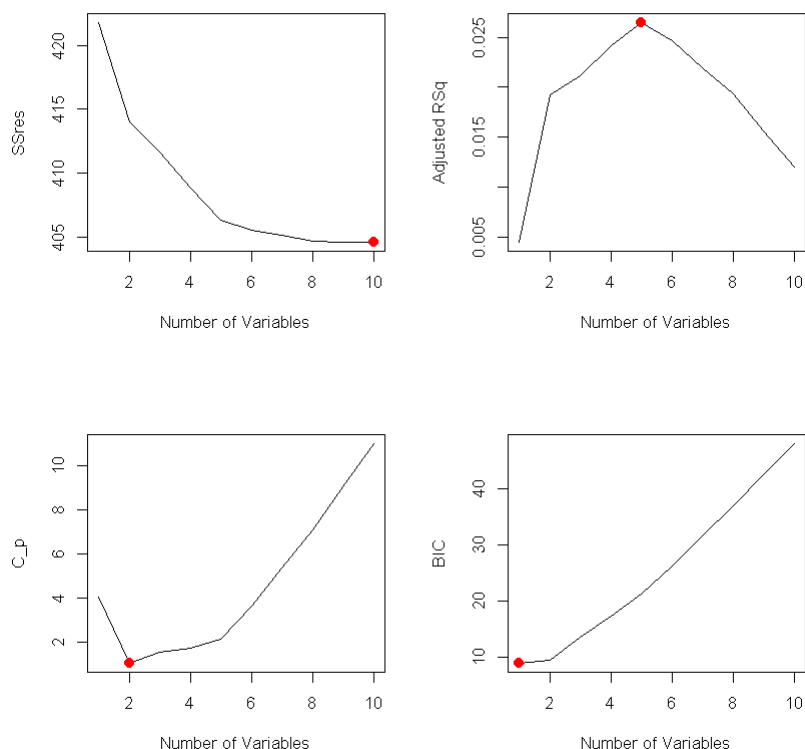 SSres
420
415
410
405
2 4 6 8 10
Number of Variables
Adjusted RSq
0.025
0.015
0.005
2 4 6 8 10
Number of Variables
C_p
10
8
6
4
2
2 4 6 8 10
Number of Variables
BIC
40
30
20
10
2 4 6 8 10
Number of Variables